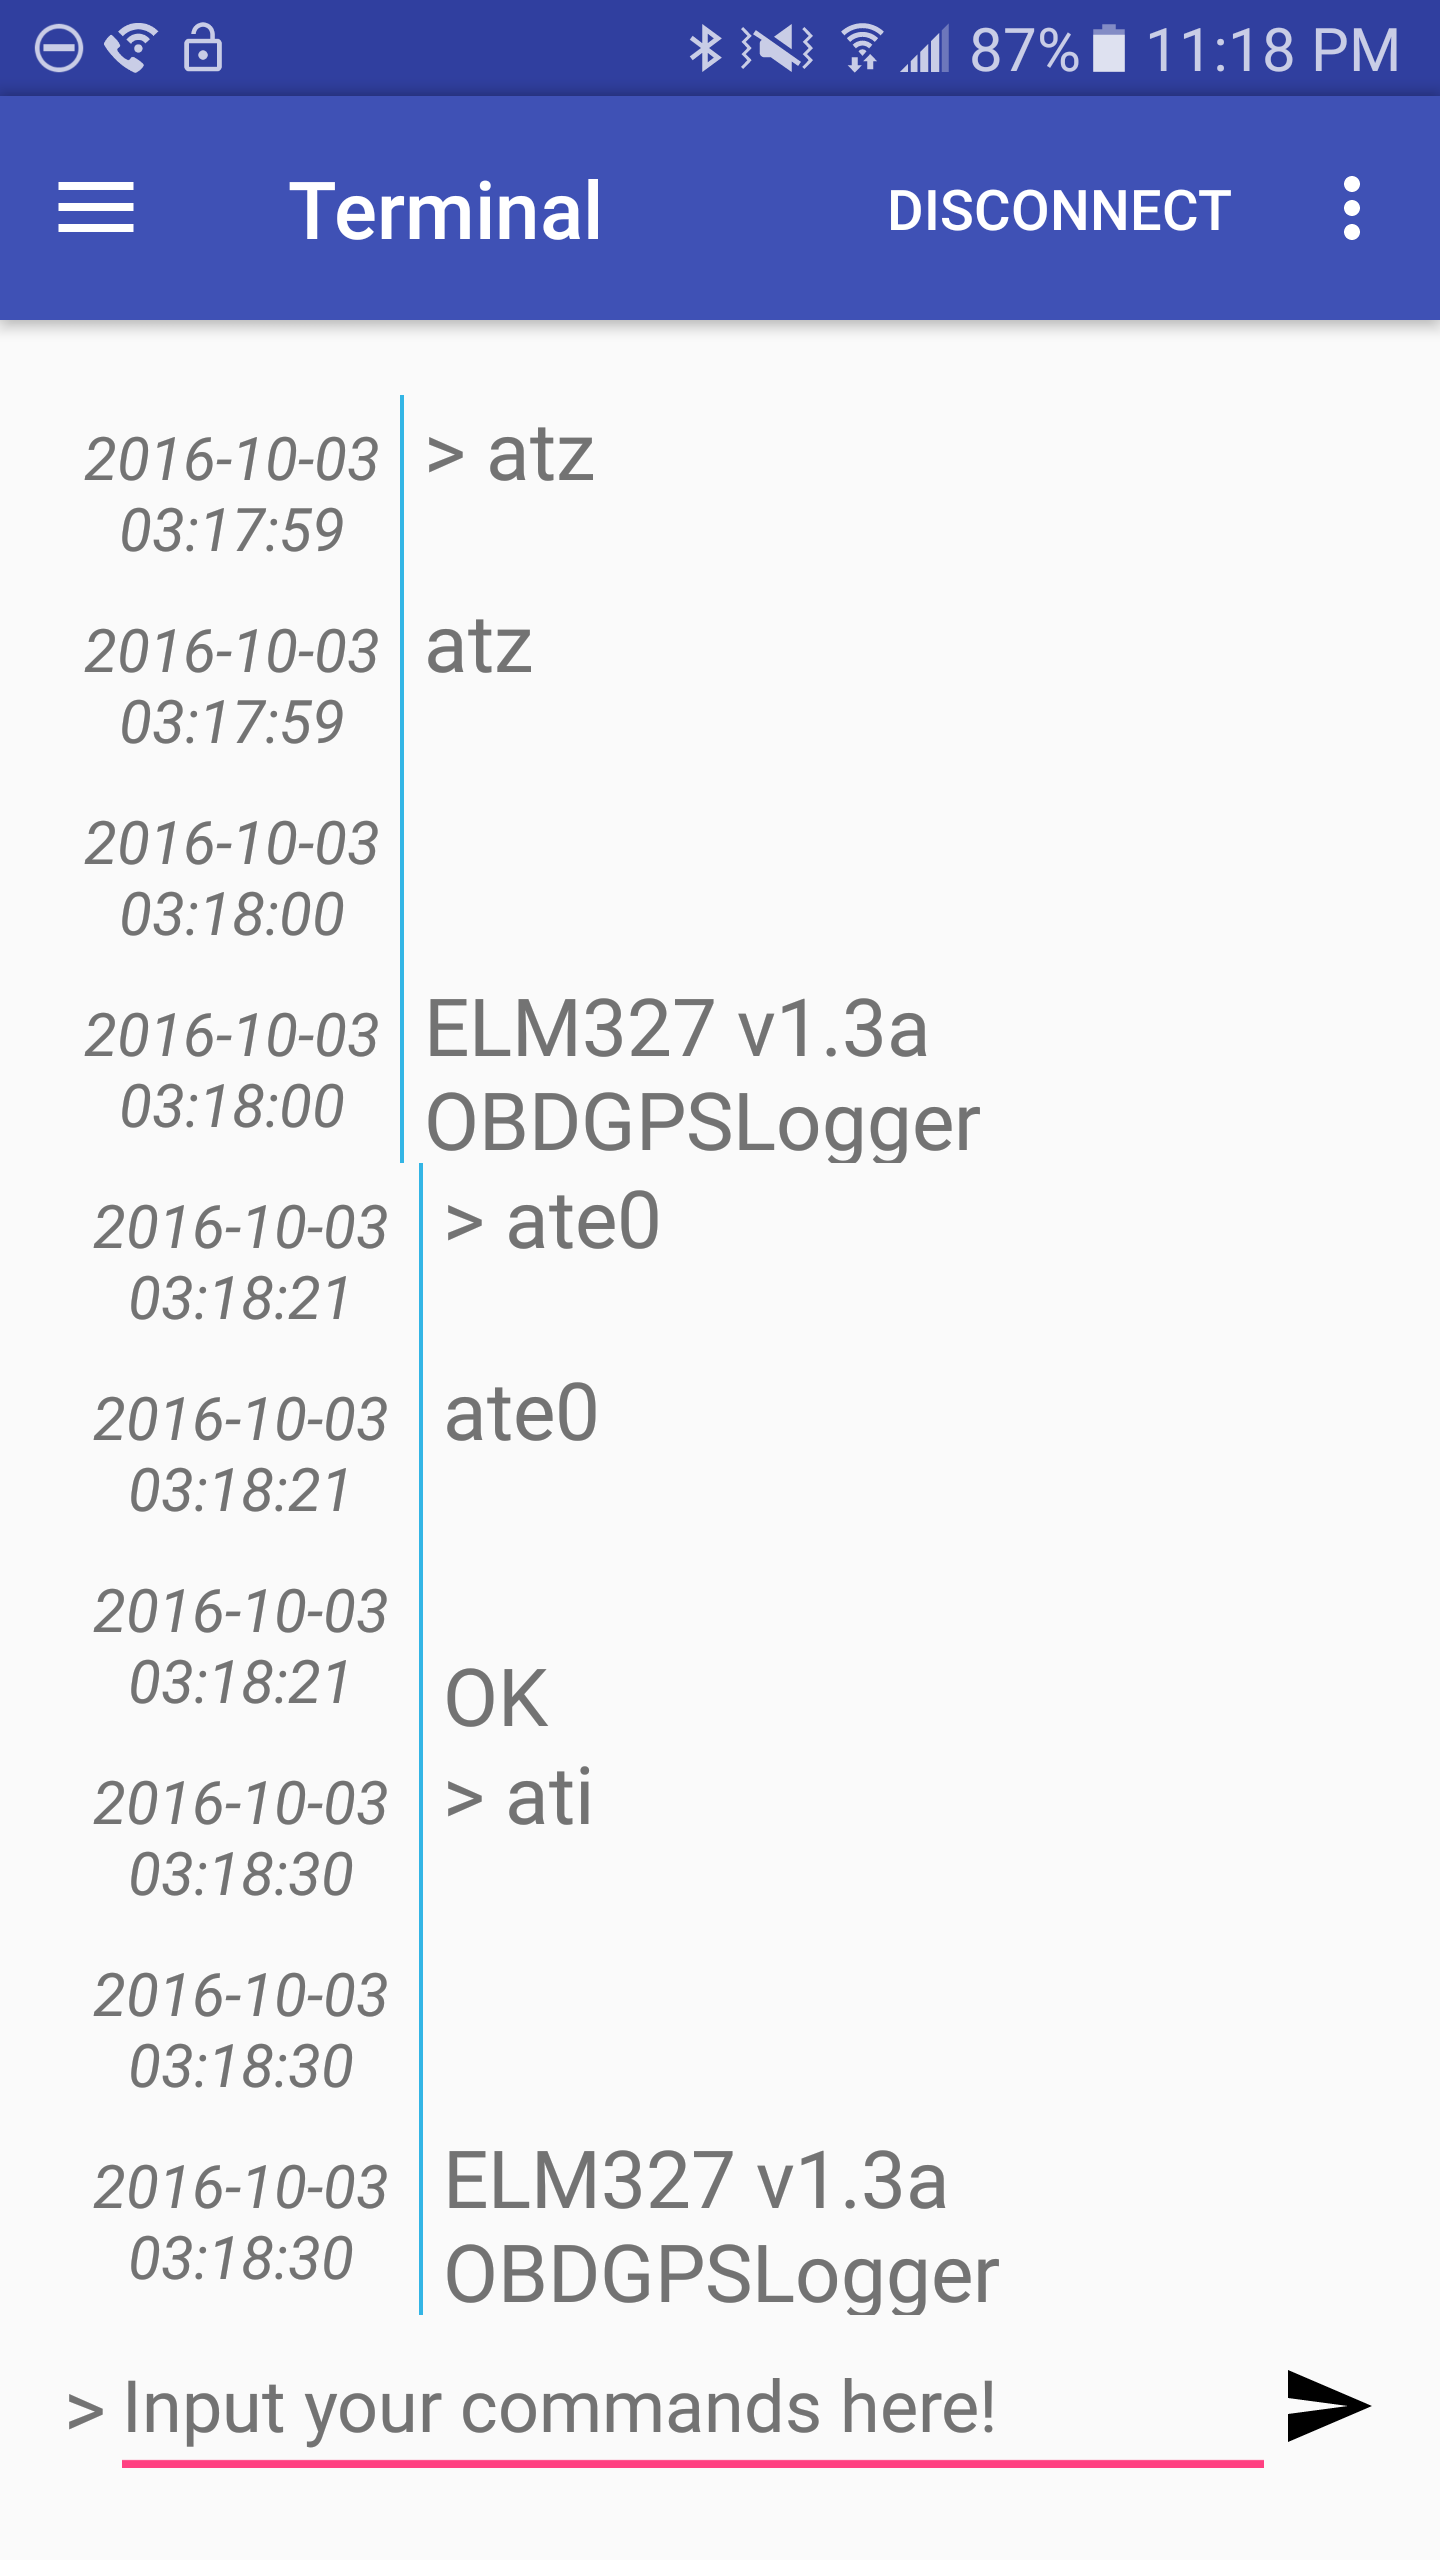 87% 11:18 PM
Terminal DISCONNECT
2016-10-03 > atz
03:17:59
2016-10-03 atz
03:17:59
2016-10-03
03:18:00
2016-10-03 ELM327 v1.3a
03:18:00 OBDGPSLogger
2016-10-03 > ate0
03:18:21
2016-10-03 ate0
03:18:21
2016-10-03
03:18:21 OK
2016-10-03 > ati
03:18:30
2016-10-03
03:18:30
2016-10-03 ELM327 v1.3a
03:18:30 OBDGPSLogger
> Input your commands here!